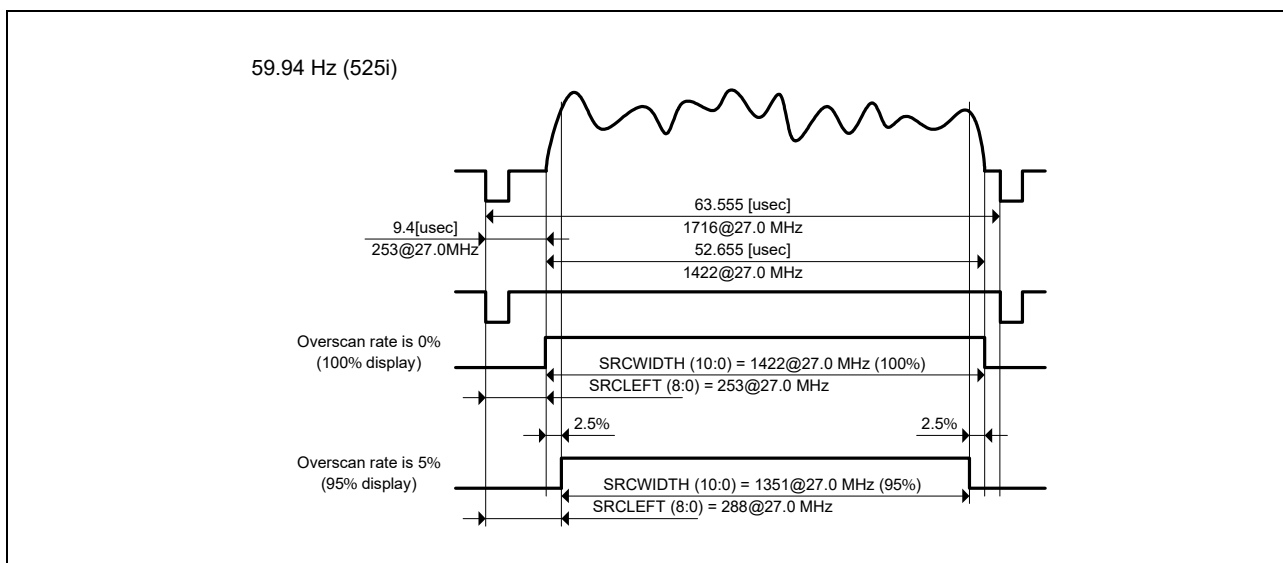 59.94 Hz (525i)
63.555 [usec]
1716@27.0 MHz
9.4[usec]
253@27.0MHz
52.655 [usec]
1422@27.0 MHz
Overscan rate is 0%
(100% display)
SRCWIDTH (10:0) = 1422@27.0 MHz (100%)
SRCLEFT (8:0) = 253@27.0 MHz
2.5%
2.5%
Overscan rate is 5%
(95% display)
SRCWIDTH (10:0) = 1351@27.0 MHz (95%)
SRCLEFT (8:0) = 288@27.0 MHz